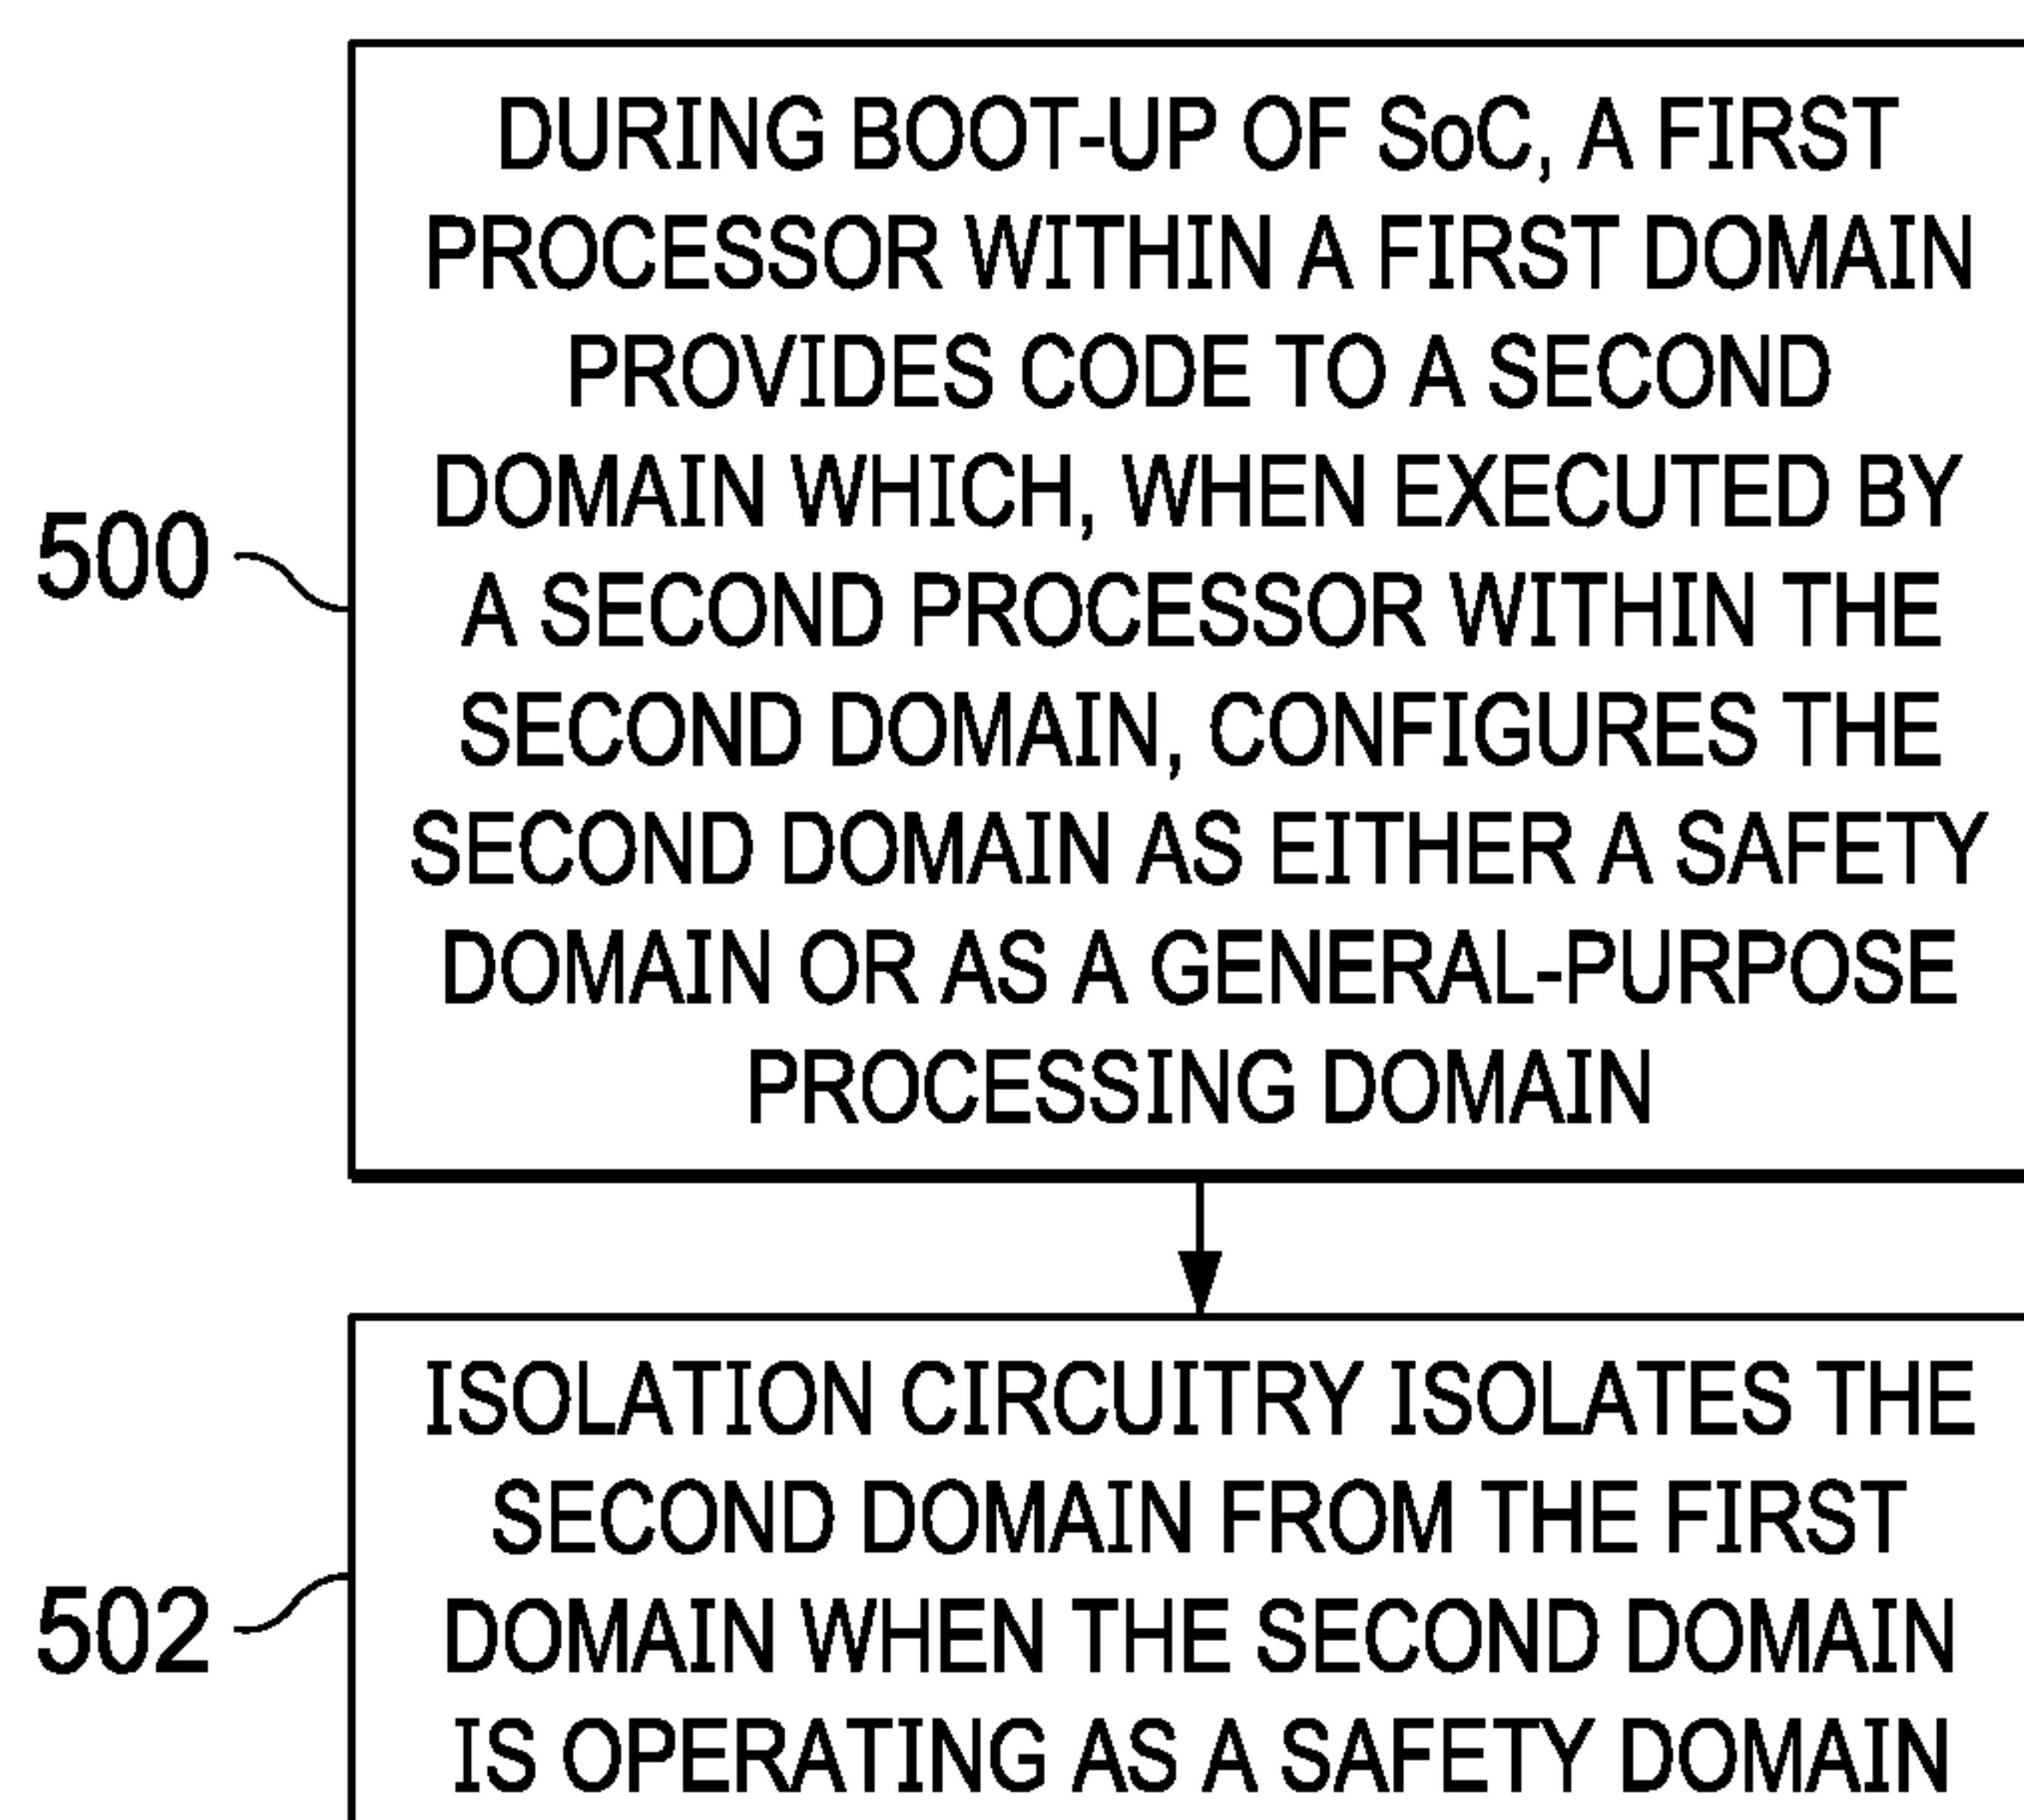 DURING BOOT-UP OF SoC, A FIRST
PROCESSOR WITHIN A FIRST DOMAIN
PROVIDES CODE TO A SECOND
DOMAIN WHICH, WHEN EXECUTED BY
A SECOND PROCESSOR WITHIN THE
SECOND DOMAIN, CONFIGURES THE
SECOND DOMAIN AS EITHER A SAFETY
DOMAIN OR AS A GENERAL-PURPOSE
PROCESSING DOMAIN
500
ISOLATION CIRCUITRY ISOLATES THE
SECOND DOMAIN FROM THE FIRST
DOMAIN WHEN THE SECOND DOMAIN
IS OPERATING AS A SAFETY DOMAIN
502